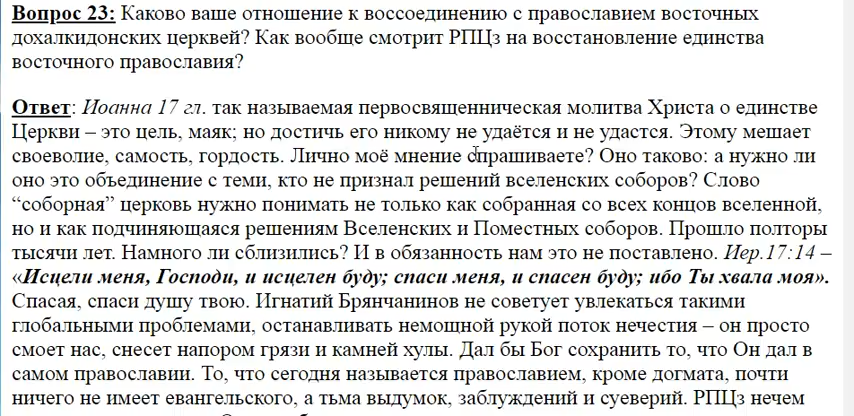 Вопрос 23: Каково ваше отношение к воссоединению с православием восточных
дохалкидонских церквей? Как вообще смотрит РПЦз на восстановление единства
восточного православия?
Ответ: Иоанна 17 гл. так называемая первосвященническая молитва Христа о единстве
Церкви – это цель, маяк; но достичь его никому не удаётся и не удастся. Этому мешает
своеволие, самость, гордость. Лично моё мнение спрашиваете? Оно таково: а нужно ли
оно это объединение с теми, кто не признал решений вселенских соборов? Слово
“соборная” церковь нужно понимать не только как собранная со всех концов вселенной,
но и как подчиняющаяся решениям Вселенских и Поместных соборов. Прошло полторы
тысячи лет. Намного ли сблизились? И в обязанность нам это не поставлено. Иер.17:14 –
«Исцели меня, Господи, и исцелен буду; спаси меня, и спасен буду; ибо Ты хвала моя».
Спасая, спаси душу твою. Игнатий Брянчанинов не советует увлекаться такими
глобальными проблемами, останавливать немощной рукой поток нечестия – он просто
смоет нас, снесет напором грязи и камней хулы. Дал бы Бог сохранить то, что Он дал в
самом православии. То, что сегодня называется православием, кроме догмата, почти
ничего не имеет евангельского, а тьма выдумок, заблуждений и суеверий. РПЦз нечем